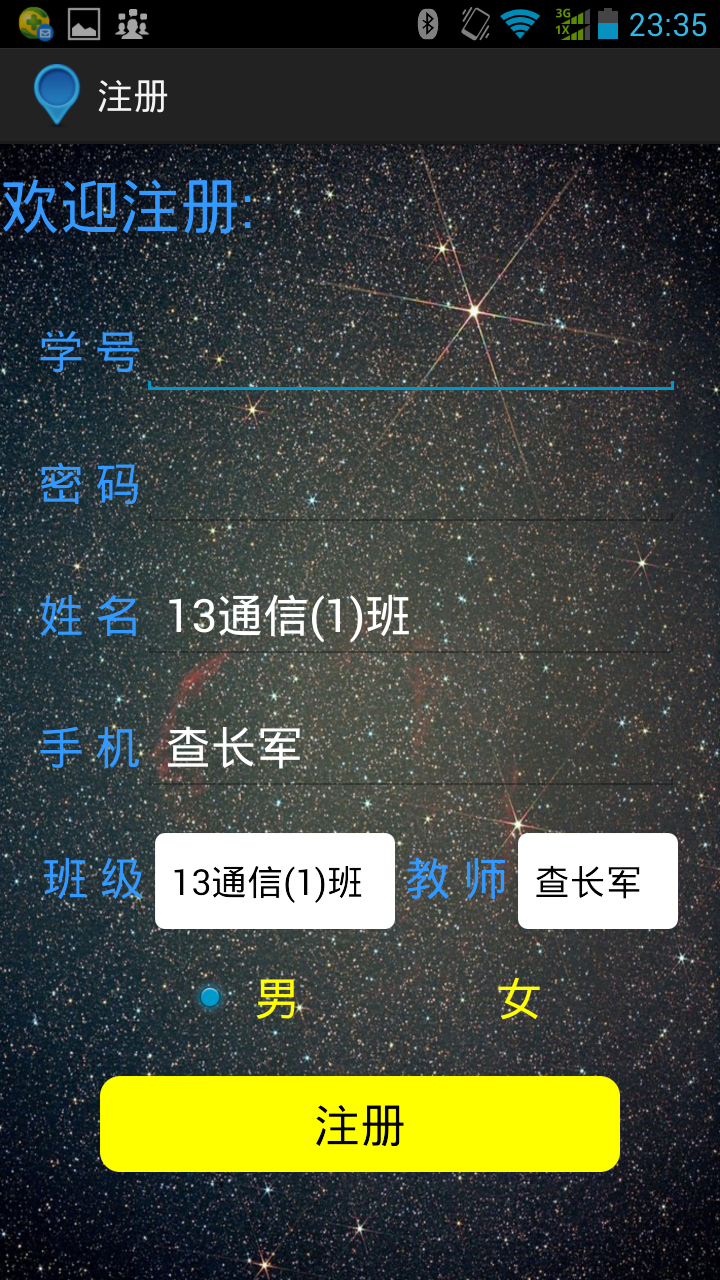 3G
1X
23:35
注册
欢迎注册:
学 号
密 码
姓 名 13通信(1)班
手 机 查长军
班 级 13通信(1)班 教 师 查长军
男 女
注册